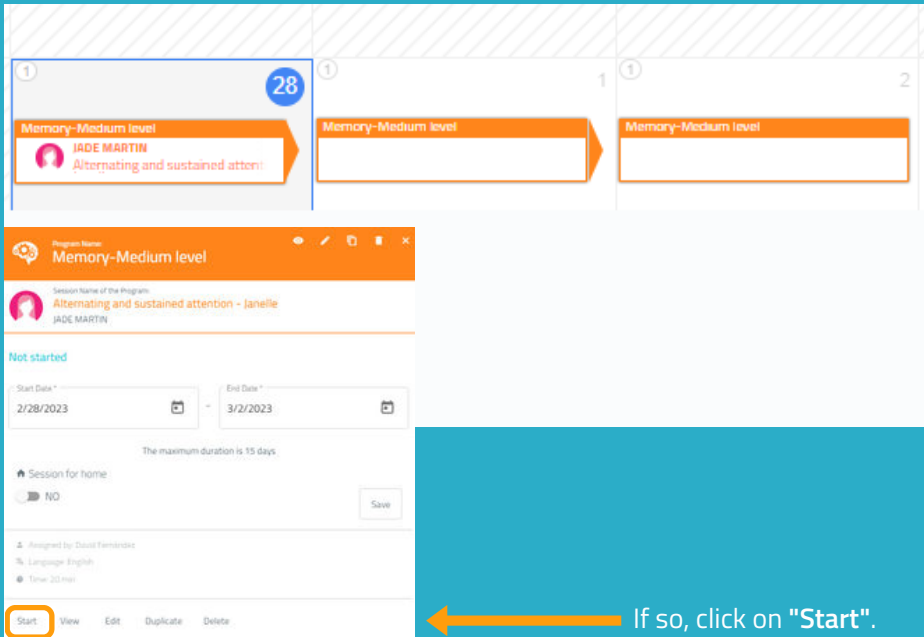 1
28
1
1
1
2
Memory-Medium level
JADE MARTIN
Alternating and sustained attent
Memory-Medium level
Memory-Medium level
Program Name:
Memory-Medium level
Session Name of the Program:
Alternating and sustained attention - Janelle
JADE MARTIN
Not started
Start Date *
End Date *
2/28/2023
-
3/2/2023
The maximum duration is 15 days
Session for home
NO
Save
Assigned by: David Fernández
Language: English
Time: 20 min
Start View Edit Duplicate Delete
If so, click on "Start".